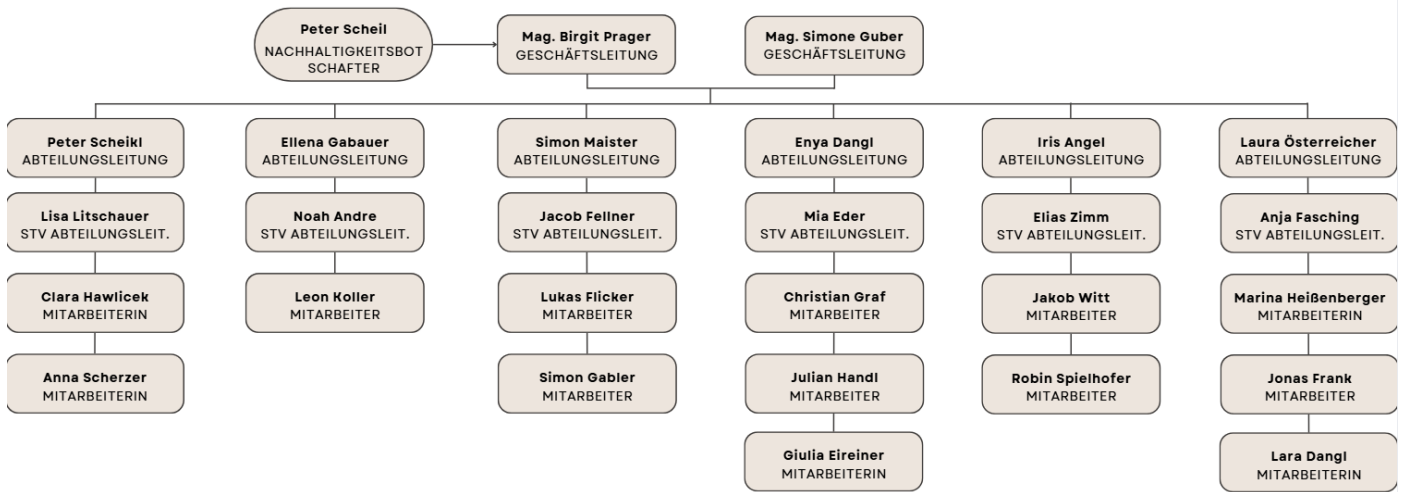 Peter Scheil
NACHHALTIGKEITSBOT
SCHAFTER
Mag. Birgit Prager
GESCHÄFTSLEITUNG
Mag. Simone Guber
GESCHÄFTSLEITUNG
Peter Scheikl
ABTEILUNGSLEITUNG
Ellena Gabauer
ABTEILUNGSLEITUNG
Simon Maister
ABTEILUNGSLEITUNG
Enya Dangl
ABTEILUNGSLEITUNG
Iris Angel
ABTEILUNGSLEITUNG
Laura Österreicher
ABTEILUNGSLEITUNG
Lisa Litschauer
STV ABTEILUNGSLEIT.
Noah Andre
STV ABTEILUNGSLEIT.
Jacob Fellner
STV ABTEILUNGSLEIT.
Mia Eder
STV ABTEILUNGSLEIT.
Elias Zimm
STV ABTEILUNGSLEIT.
Anja Fasching
STV ABTEILUNGSLEIT.
Clara Hawlicek
MITARBEITERIN
Leon Koller
MITARBEITER
Lukas Flicker
MITARBEITER
Christian Graf
MITARBEITER
Jakob Witt
MITARBEITER
Marina Heißenberger
MITARBEITERIN
Anna Scherzer
MITARBEITERIN
Simon Gabler
MITARBEITER
Julian Handl
MITARBEITER
Robin Spielhofer
MITARBEITER
Jonas Frank
MITARBEITER
Giulia Eireiner
MITARBEITERIN
Lara Dangl
MITARBEITERIN